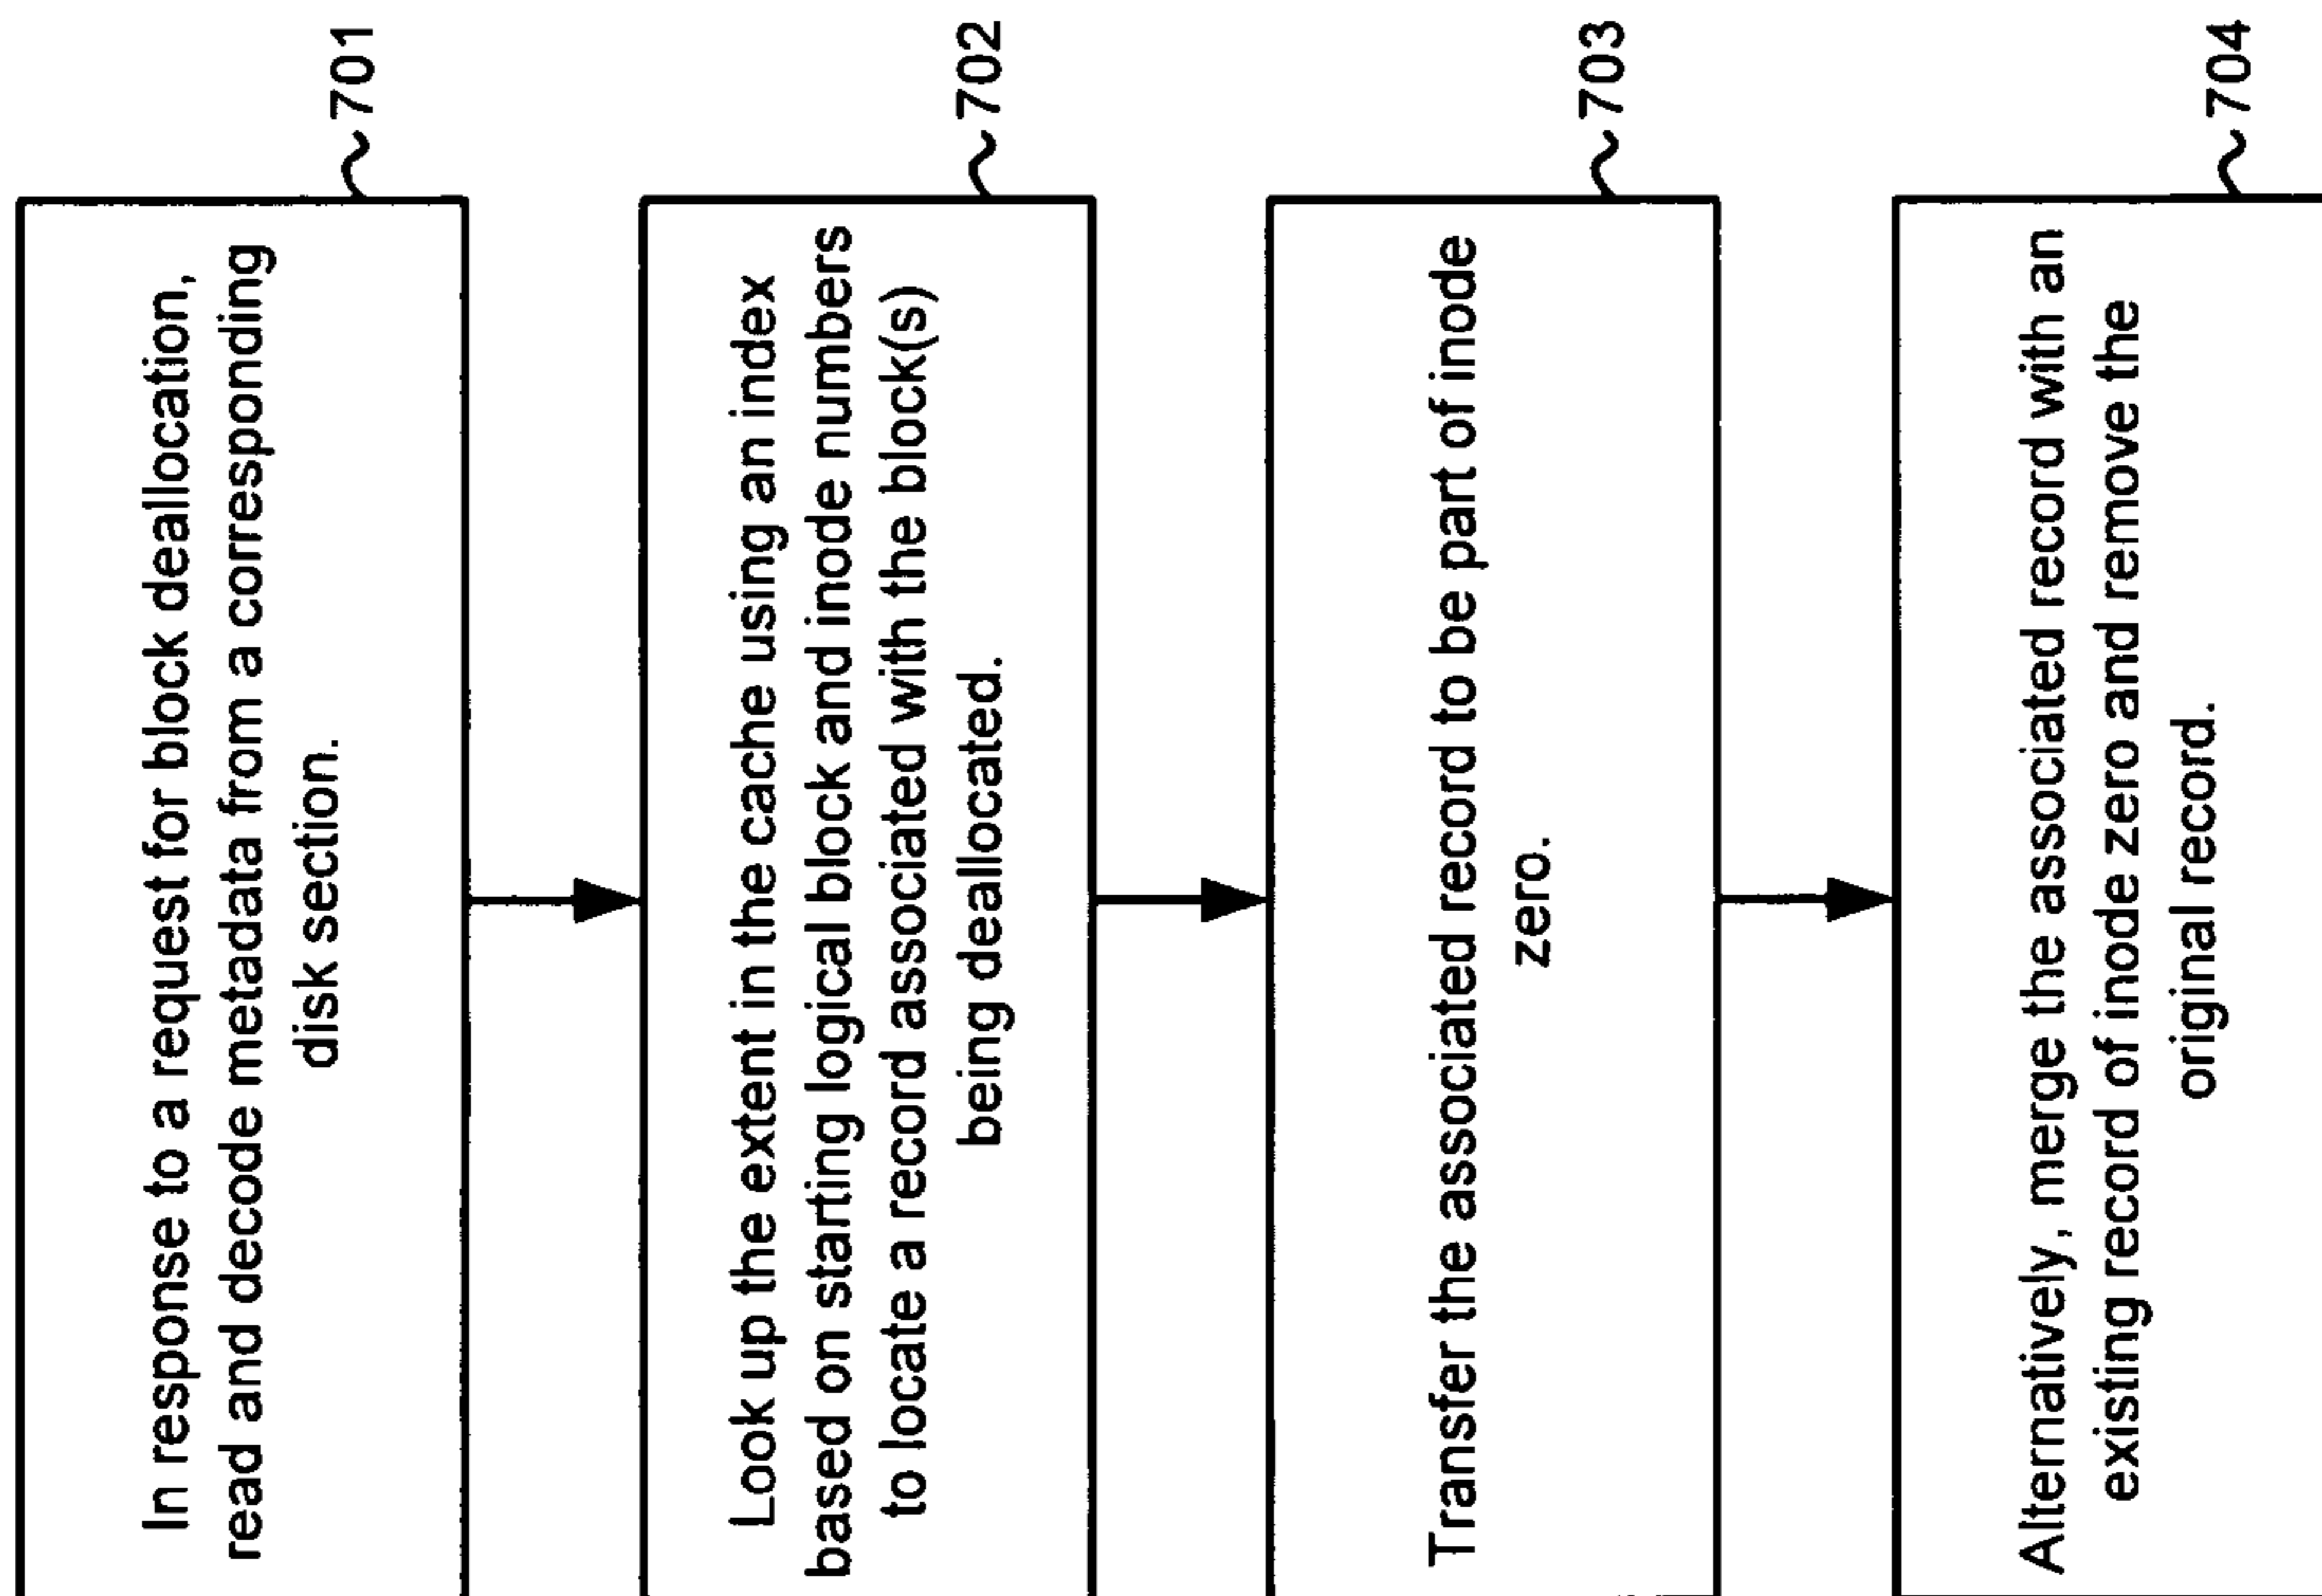 In response to a request for block deallocation,
read and decode metadata from a corresponding
disk section.
701
Look up the extent in the cache using an index
based on starting logical block and inode numbers
to locate a record associated with the block(s)
being deallocated.
702
Transfer the associated record to be part of inode
zero.
703
Alternatively, merge the associated record with an
existing record of inode zero and remove the
original record.
704